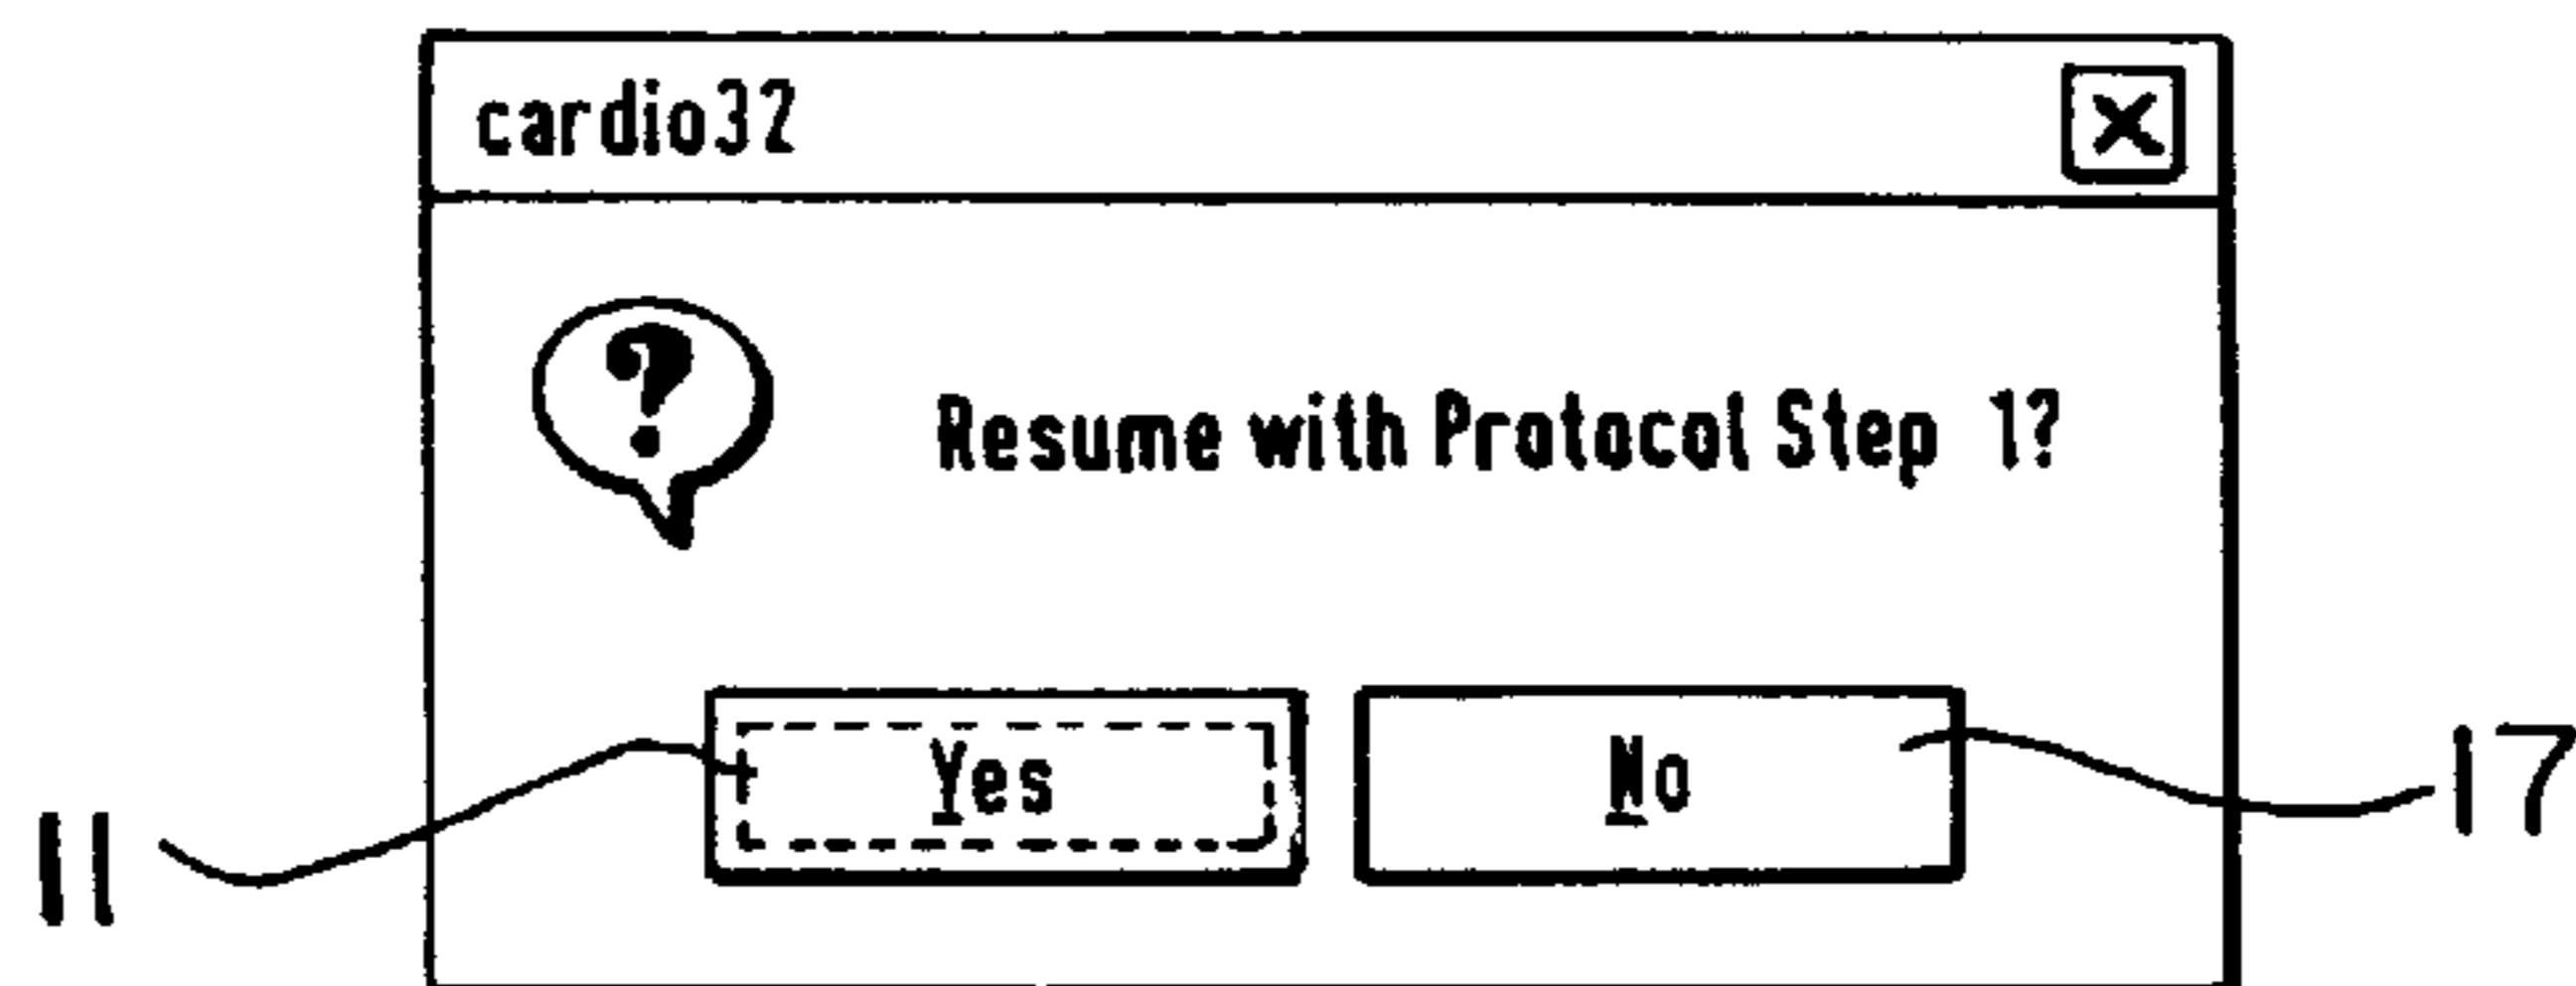 cardio32
?
Resume with Protocol Step 1?
Yes No
11
17